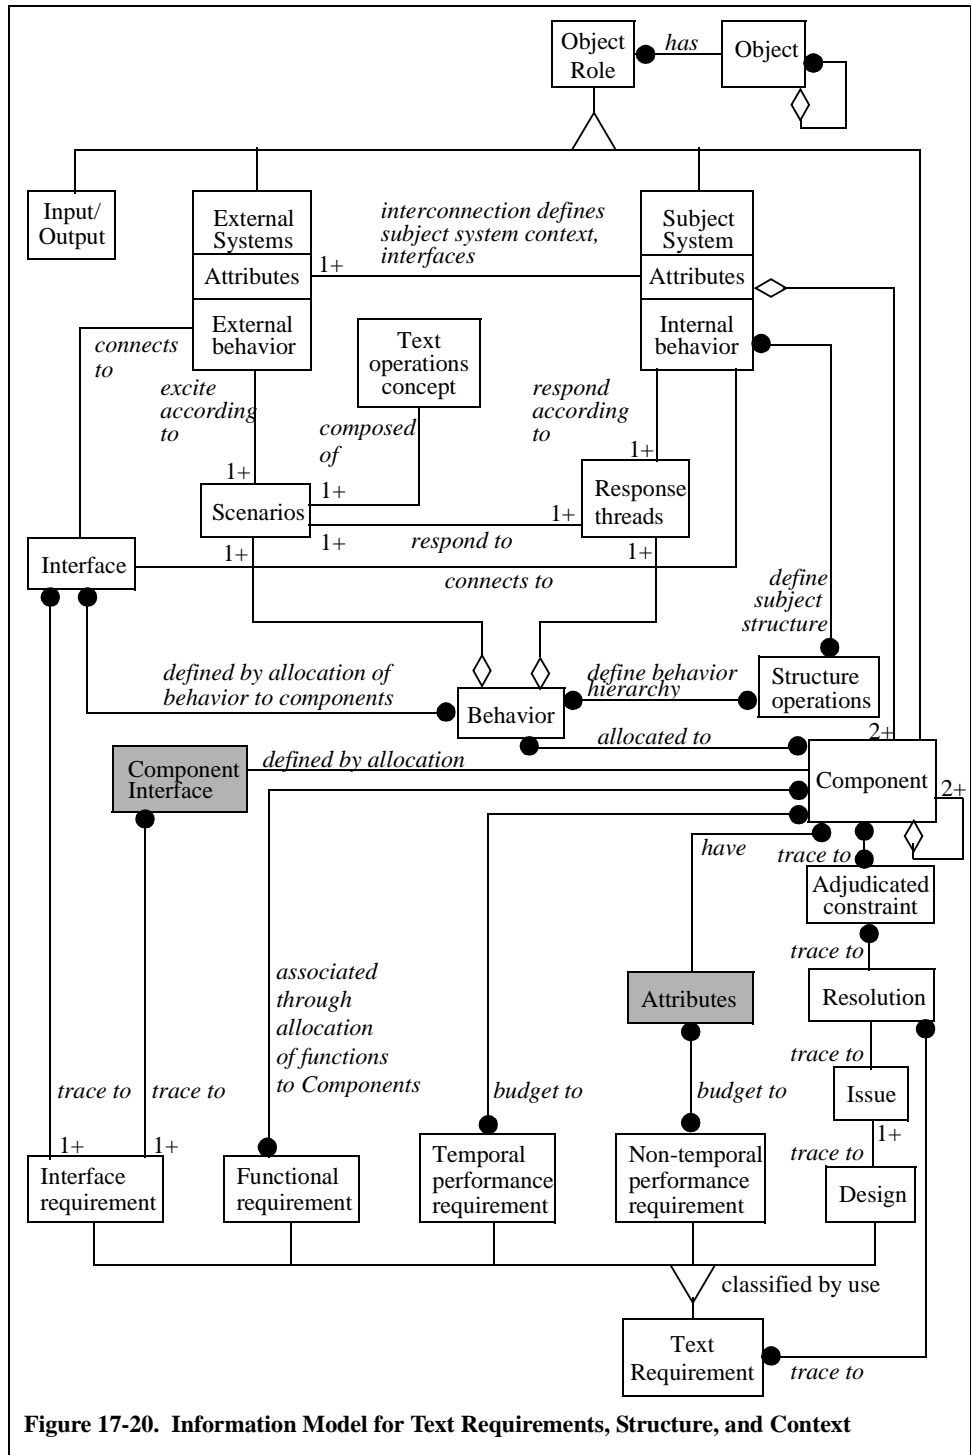 Object
Role
has
Object
Input/
Output
External
Systems
Attributes
External
behavior
interconnection defines
subject system context,
interfaces
1+
Subject
System
Attributes
Internal
behavior
connects
to
Text
operations
concept
excite
according
to
composed
of
respond
according
to
1+
1+
1+
Scenarios
Response
threads
1+
1+
respond to
1+
1+
Interface
connects to
define
subject
structure
defined by allocation of
behavior to components
define behavior
hierarchy
Structure
operations
Behavior
allocated to
2+
Component
Interface
defined by allocation
Component
2+
have
trace to
Adjudicated
constraint
trace to
associated
through
allocation
of functions
to Components
Attributes
Resolution
trace to
trace to
trace to
budget to
budget to
Issue
1+
1+
1+
trace to
Interface
requirement
Functional
requirement
Temporal
performance
requirement
Non-temporal
performance
requirement
Design
classified by use
Text
Requirement
trace to
Figure 17-20. Information Model for Text Requirements, Structure, and Context